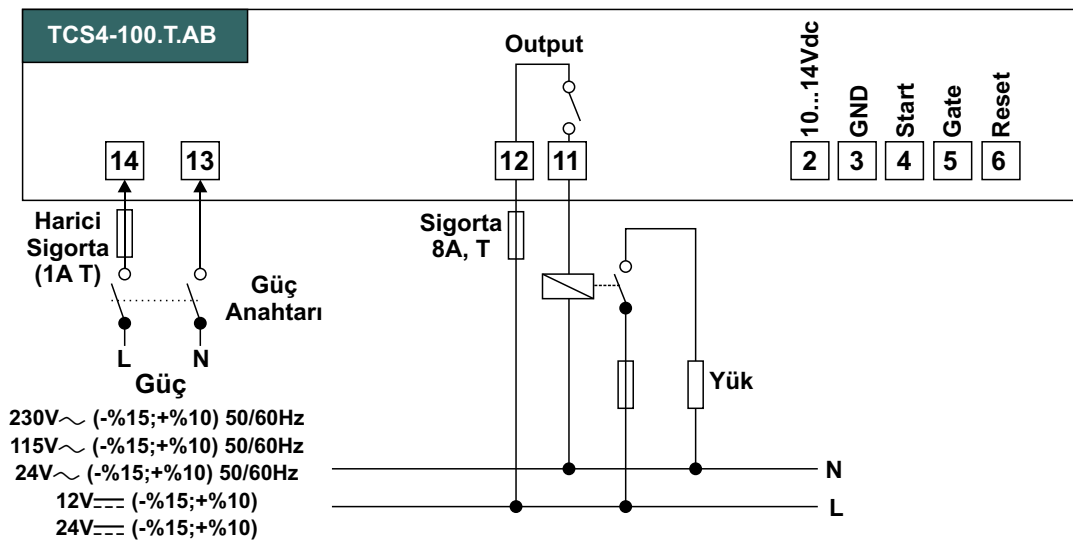 TCS4-100.T.AB
Output
10...14Vdc
GND
Start
Gate
Reset
14
13
12
11
2
3
4
5
6
Harici
Sigorta
(1A T)
Güç
Anahtarı
L
N
Güç
230V～ (-%15;+%10) 50/60Hz
115V～ (-%15;+%10) 50/60Hz
24V～ (-%15;+%10) 50/60Hz
12V⎓ (-%15;+%10)
24V⎓ (-%15;+%10)
Sigorta
8A, T
Yük
N
L